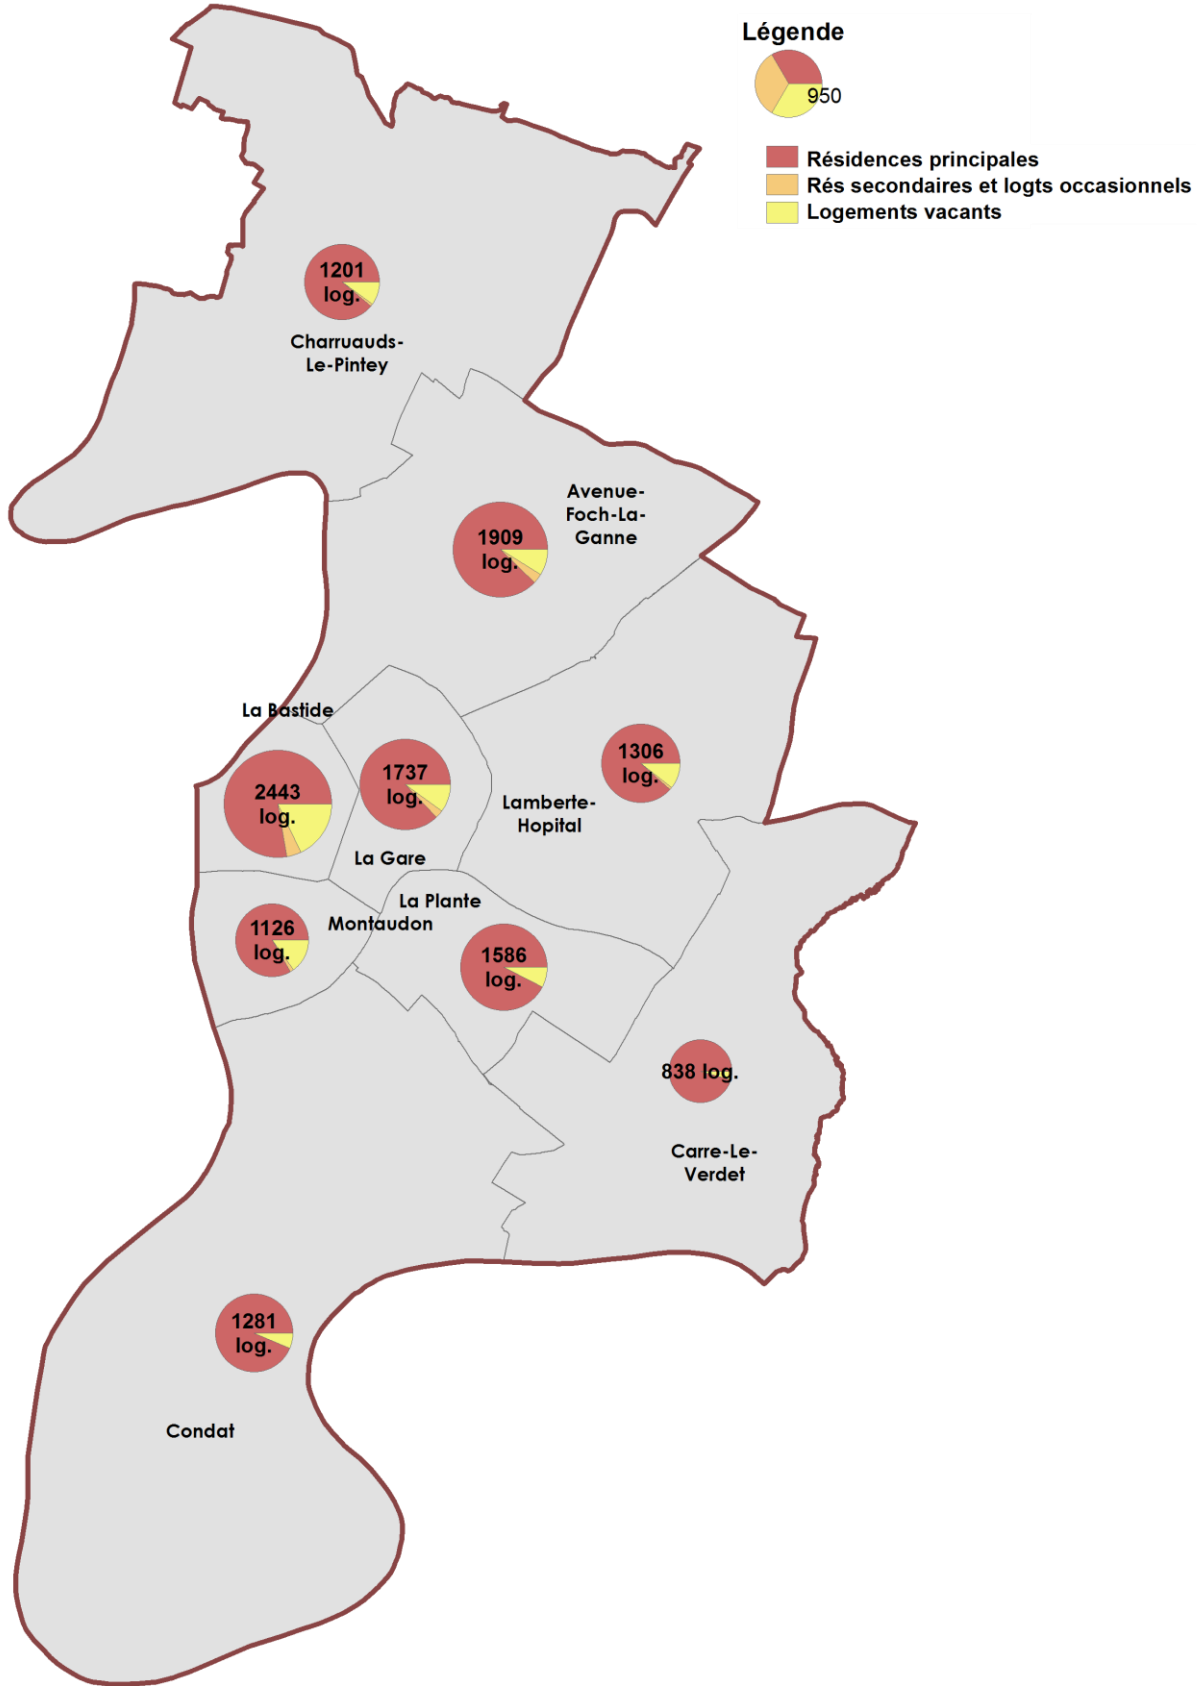 Légende
950
Résidences principales
Rés secondaires et logts occasionnels
Logements vacants
1201
log.
Charruauds-
Le-Pintey
Avenue-
Foch-La-
Ganne
1909
log.
La Bastide
2443
log.
1737
log.
La Gare
1306
log.
Lamberte-
Hopital
La Plante
Montaudon
1126
log.
1586
log.
838 log.
Carre-Le-
Verdet
1281
log.
Condat